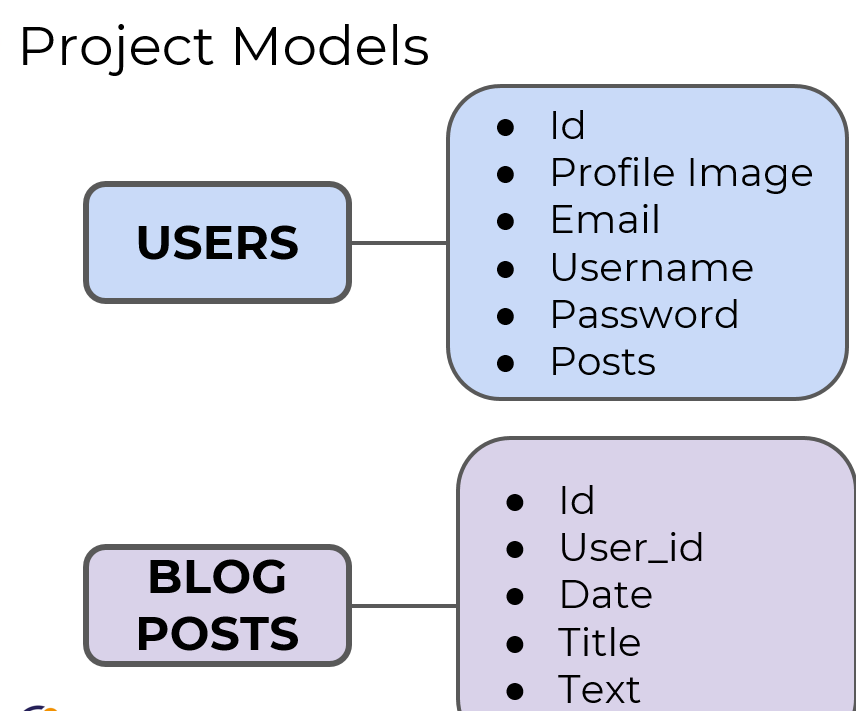 Project Models
USERS
● Id
● Profile Image
● Email
● Username
● Password
● Posts
BLOG
POSTS
● Id
● User_id
● Date
● Title
● Text